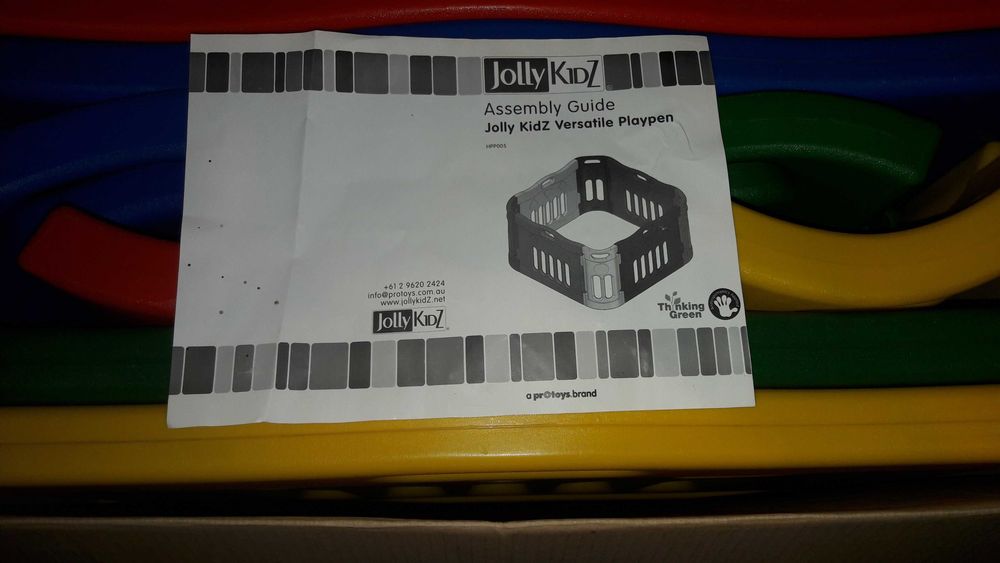 Jolly KidZ
Assembly Guide
Jolly KidZ Versatile Playpen
HPP005
+61 2 9620 2424
info@protoys.com.au
www.jollykidZ.net
Jolly KidZ
Thinking
Green
a protoys.brand